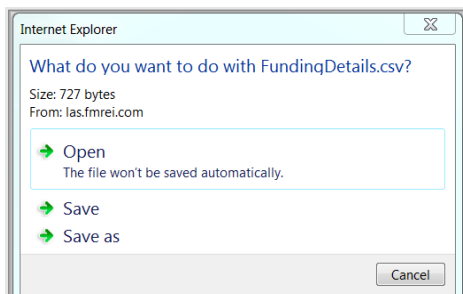 Internet Explorer
What do you want to do with FundingDetails.csv?
Size: 727 bytes
From: las.fmrei.com
Open
The file won't be saved automatically.
Save
Save as
Cancel